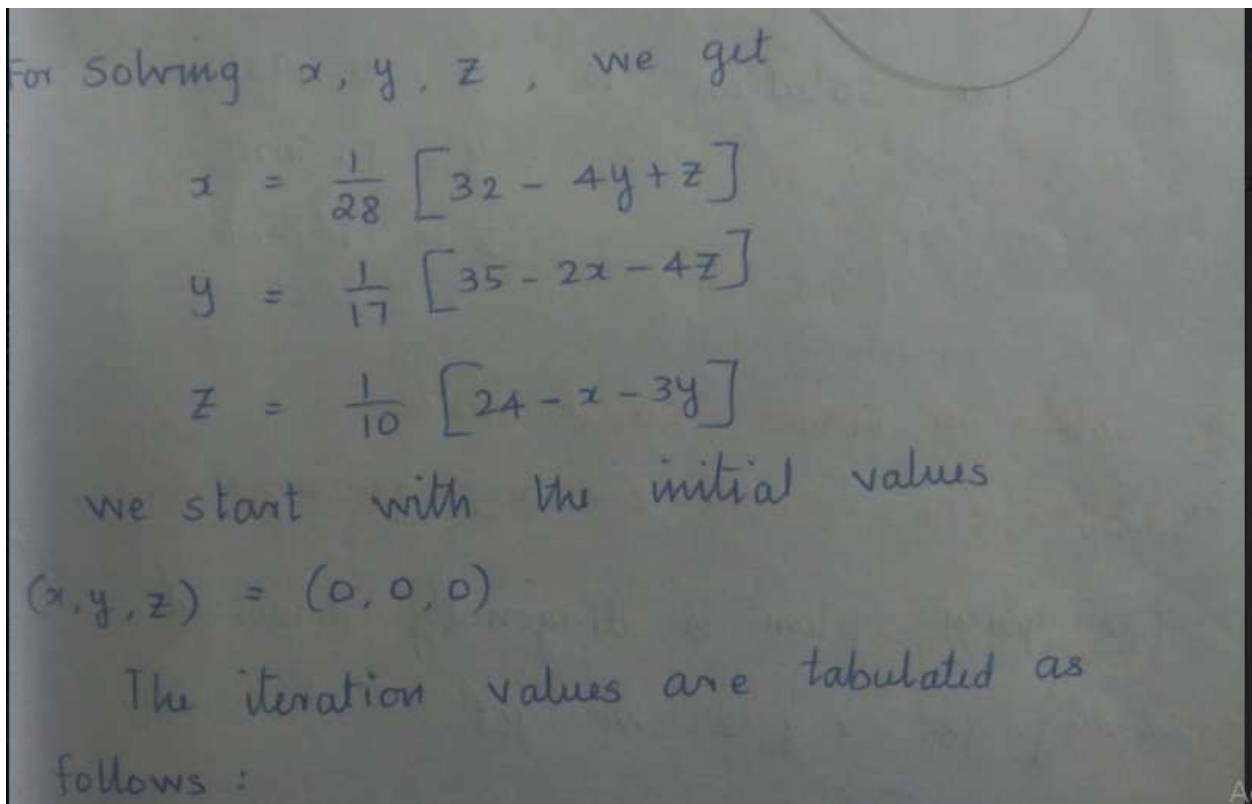 For solving x, y, z, we get
x = 1/28 [32 - 4y + z]
y = 1/17 [35 - 2x - 4z]
z = 1/10 [24 - x - 3y]
we start with the initial values
(x, y, z) = (0, 0, 0)
The iteration values are tabulated as
follows :